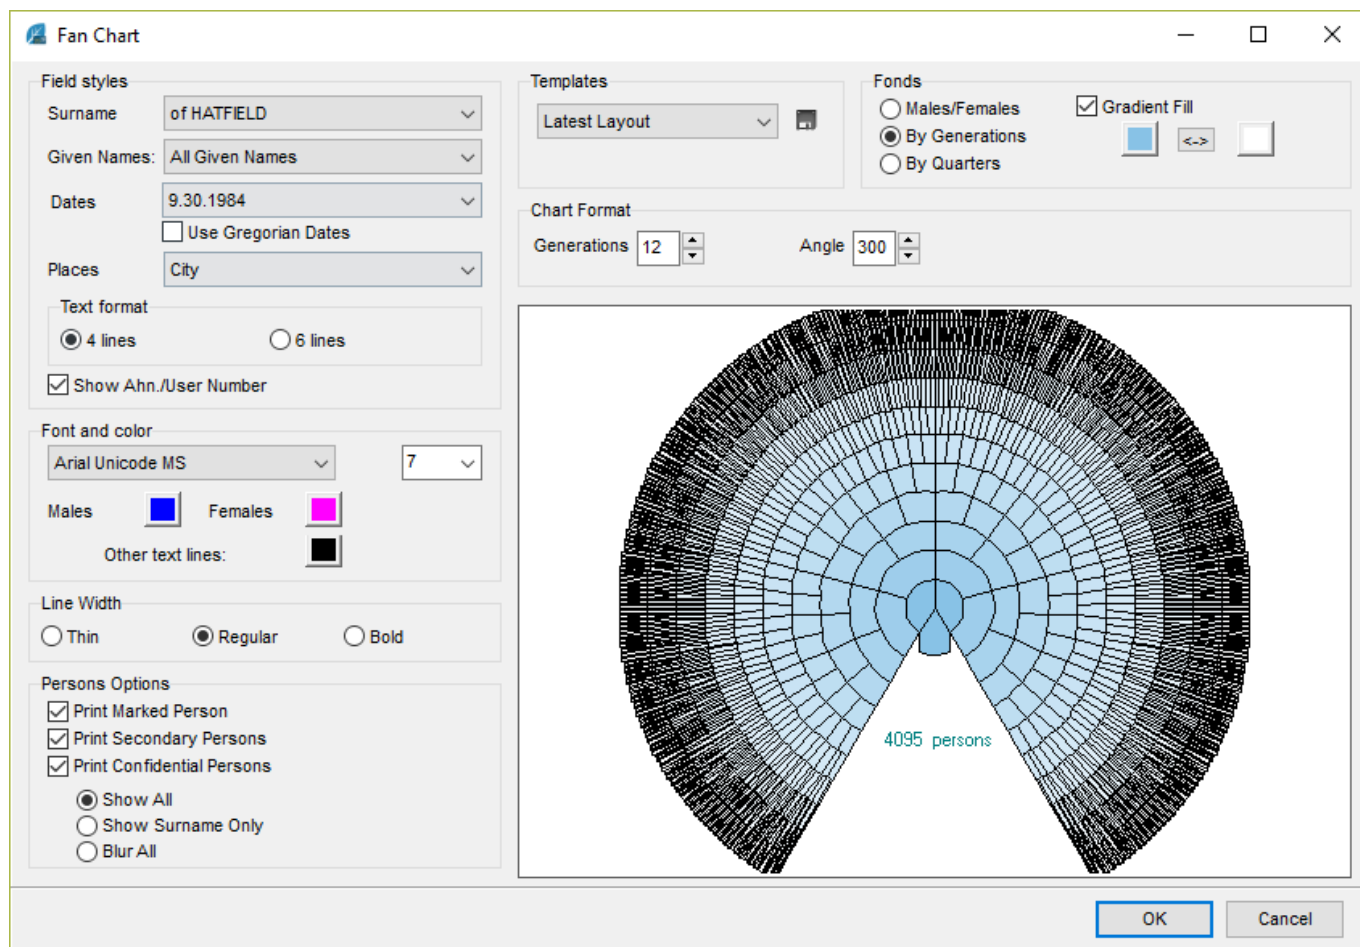 Fan Chart
Field styles
Surname
of HATFIELD
Given Names:
All Given Names
Dates
9.30.1984
Use Gregorian Dates
Places
City
Text format
4 lines
6 lines
Show Ahn./User Number
Font and color
Arial Unicode MS
7
Males
Females
Other text lines:
Line Width
Thin
Regular
Bold
Persons Options
Print Marked Person
Print Secondary Persons
Print Confidential Persons
Show All
Show Surname Only
Blur All
Templates
Latest Layout
Fonds
Males/Females
By Generations
By Quarters
Gradient Fill
<->
Chart Format
Generations
12
Angle
300
4095 persons
OK
Cancel